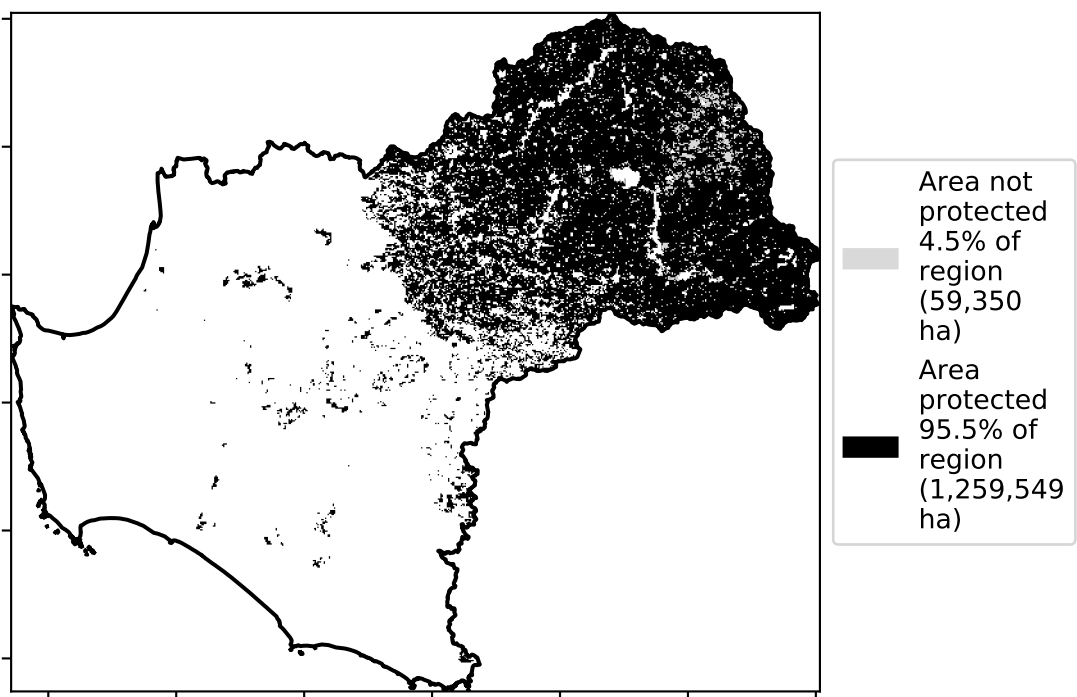 Area not
protected
4.5% of
region
(59,350
ha)
Area
protected
95.5% of
region
(1,259,549
ha)